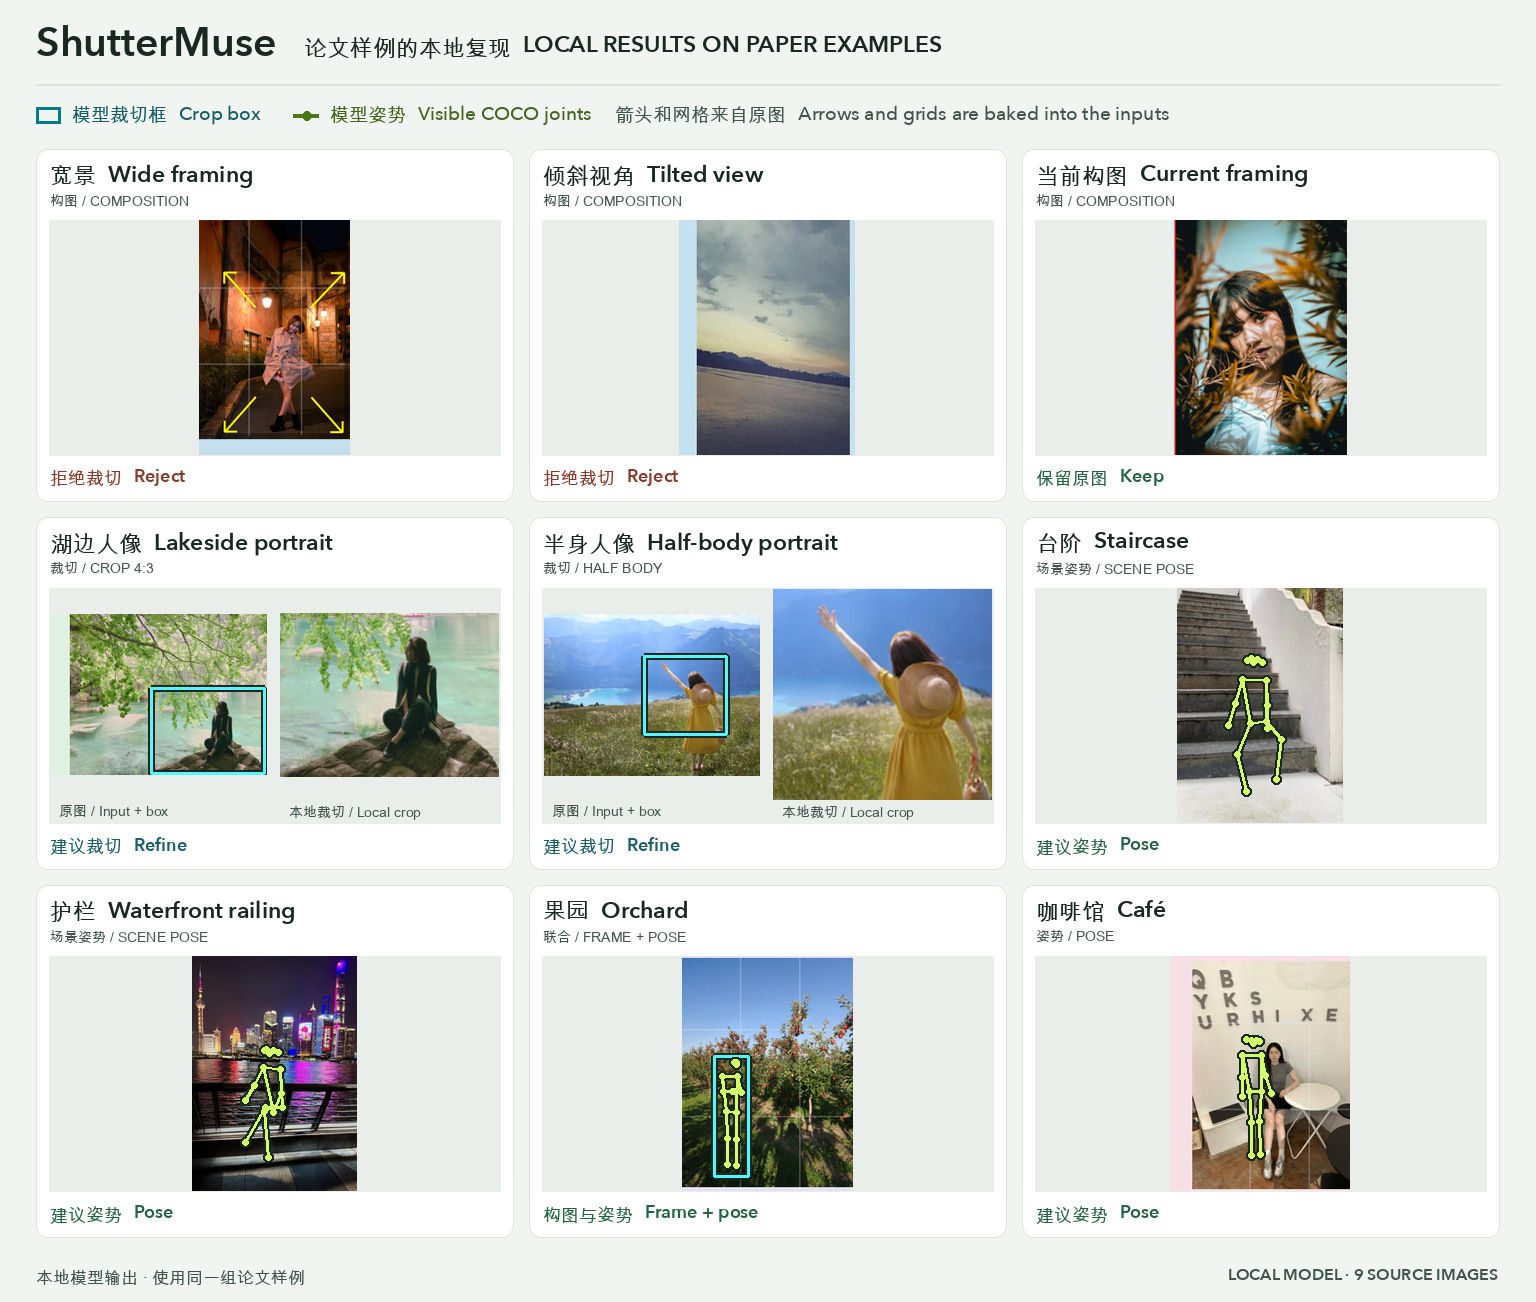 ShutterMuse 论文样例的本地复现 LOCAL RESULTS ON PAPER EXAMPLES
模型裁切框 Crop box 模型姿势 Visible COCO joints 箭头和网格来自原图 Arrows and grids are baked into the inputs
宽景 Wide framing
构图 / COMPOSITION
拒绝裁切 Reject
倾斜视角 Tilted view
构图 / COMPOSITION
拒绝裁切 Reject
当前构图 Current framing
构图 / COMPOSITION
保留原图 Keep
湖边人像 Lakeside portrait
裁切 / CROP 4:3
原图 / Input + box
本地裁切 / Local crop
建议裁切 Refine
半身人像 Half-body portrait
裁切 / HALF BODY
原图 / Input + box
本地裁切 / Local crop
建议裁切 Refine
台阶 Staircase
场景姿势 / SCENE POSE
建议姿势 Pose
护栏 Waterfront railing
场景姿势 / SCENE POSE
建议姿势 Pose
果园 Orchard
联合 / FRAME + POSE
构图与姿势 Frame + pose
咖啡馆 Café
姿势 / POSE
Q B
Y K S
U R H I X E
建议姿势 Pose
本地模型输出 · 使用同一组论文样例
LOCAL MODEL · 9 SOURCE IMAGES